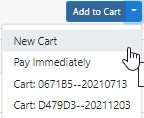 Add to Cart
New Cart
Pay Immediately
Cart: 0671B5--20210713
Cart: D479D3--20211203